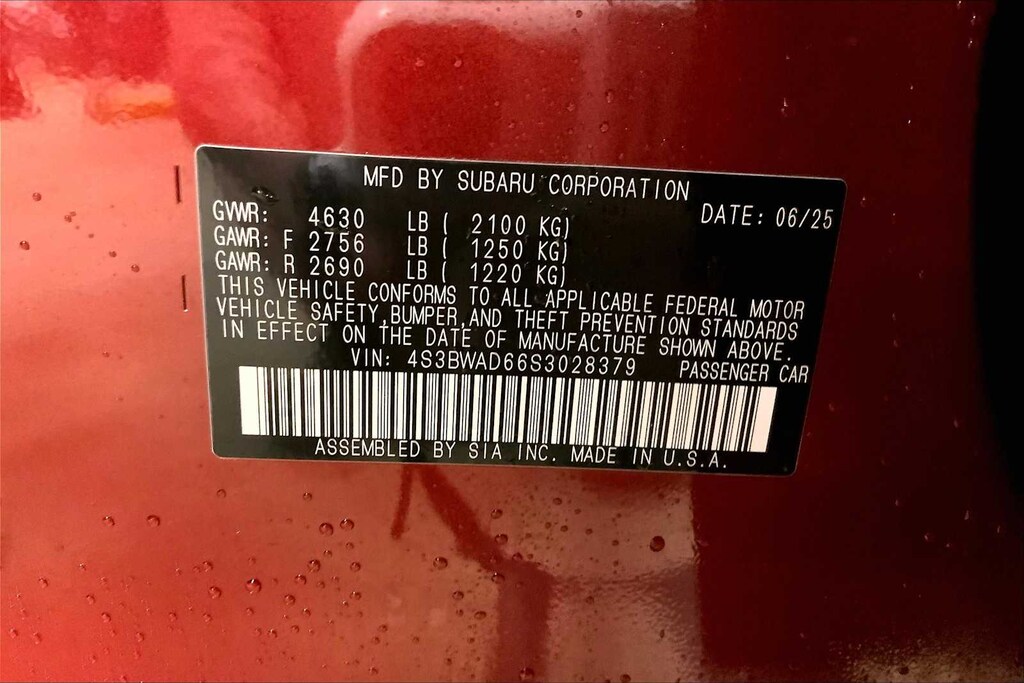 MFD BY SUBARU CORPORATION
DATE: 06/25
GVWR: 4630 LB ( 2100 KG)
GAWR: F 2756 LB ( 1250 KG)
GAWR: R 2690 LB ( 1220 KG)
THIS VEHICLE CONFORMS TO ALL APPLICABLE FEDERAL MOTOR
VEHICLE SAFETY,BUMPER,AND THEFT PREVENTION STANDARDS
IN EFFECT ON THE DATE OF MANUFACTURE SHOWN ABOVE.
VIN: 4S3BWAD66S3028379 PASSENGER CAR
ASSEMBLED BY SIA INC. MADE IN U.S.A.